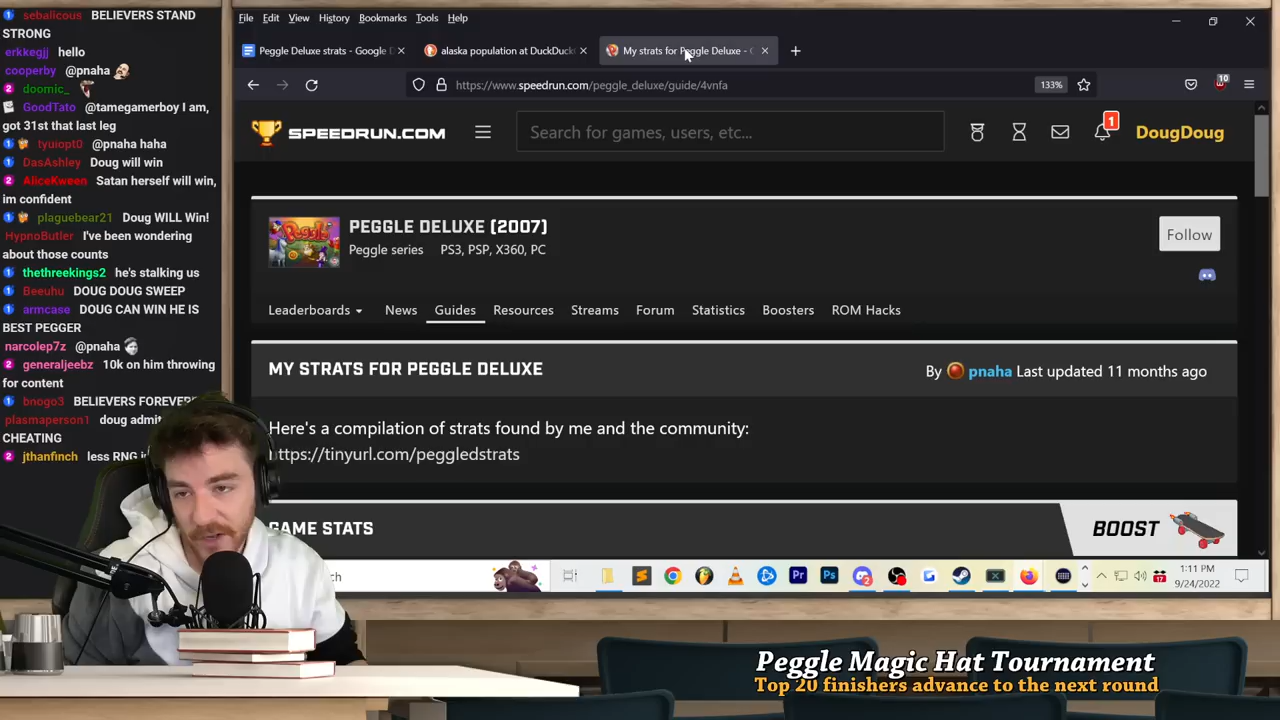 sebalicous BELIEVERS STAND
STRONG
erkkegjj hello
cooperby @pnaha
doomic_
GoodTato @tamegamerboy I am,
got 31st that last leg
tyuiopt0 @pnaha haha
DasAshley Doug will win
AliceKween Satan herself will win,
im confident
plaguebear21 Doug WILL Win!
HypnoButler I've been wondering
about those counts
thethreekings2 he's stalking us
Beeuhu DOUG DOUG SWEEP
armcase DOUG CAN WIN HE IS
BEST PEGGER
narcolep7z @pnaha
generaljeebz 10k on him throwing
for content
bnogo3 BELIEVERS FOREVER
plasmaperson1 doug admit
CHEATING
jthanfinch less RNG i
File Edit View History Bookmarks Tools Help
Peggle Deluxe strats - Google D
alaska population at DuckDuck
My strats for Peggle Deluxe -
https://www.speedrun.com/peggle_deluxe/guide/4vnfa
133%
10
SPEEDRUN.COM
Search for games, users, etc...
1
DougDoug
PEGGLE DELUXE (2007)
Peggle series PS3, PSP, X360, PC
Follow
Leaderboards News Guides Resources Streams Forum Statistics Boosters ROM Hacks
MY STRATS FOR PEGGLE DELUXE
By pnaha Last updated 11 months ago
Here's a compilation of strats found by me and the community:
https://tinyurl.com/peggledstrats
GAME STATS
BOOST
ch
Pr
Ps
17
1:11 PM
9/24/2022
Peggle Magic Hat Tournament
Top 20 finishers advance to the next round